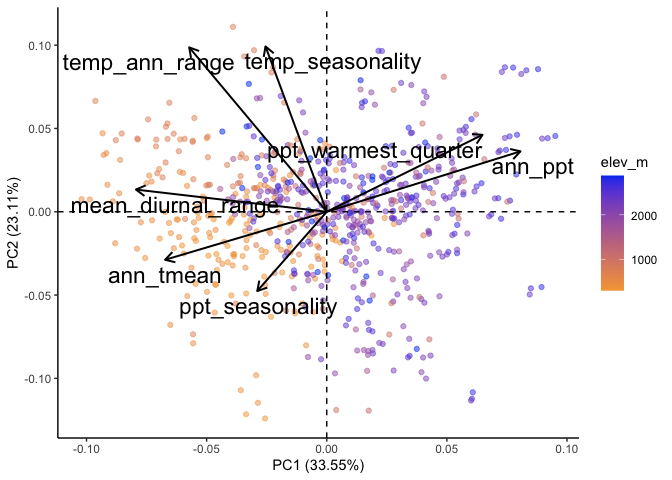 0.10
0.05
0.00
-0.05
-0.10
PC2 (23.11%)
temp_ann_range
temp_seasonality
ppt_warmest_quarter
ann_ppt
mean_diurnal_range
ann_tmean
ppt_seasonality
-0.10
-0.05
0.00
0.05
0.10
PC1 (33.55%)
elev_m
2000
1000